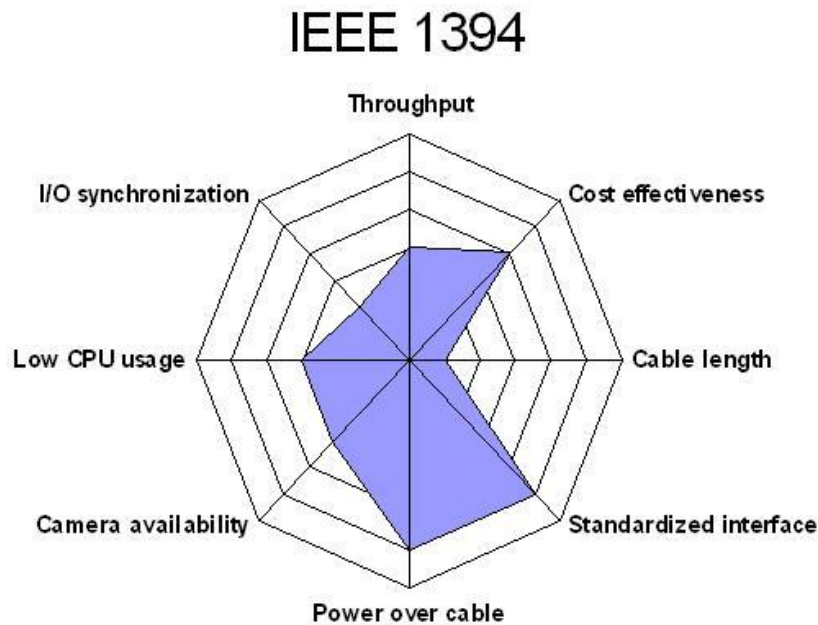 IEEE 1394
Throughput
I/O synchronization
Cost effectiveness
Low CPU usage
Cable length
Camera availability
Standardized interface
Power over cable